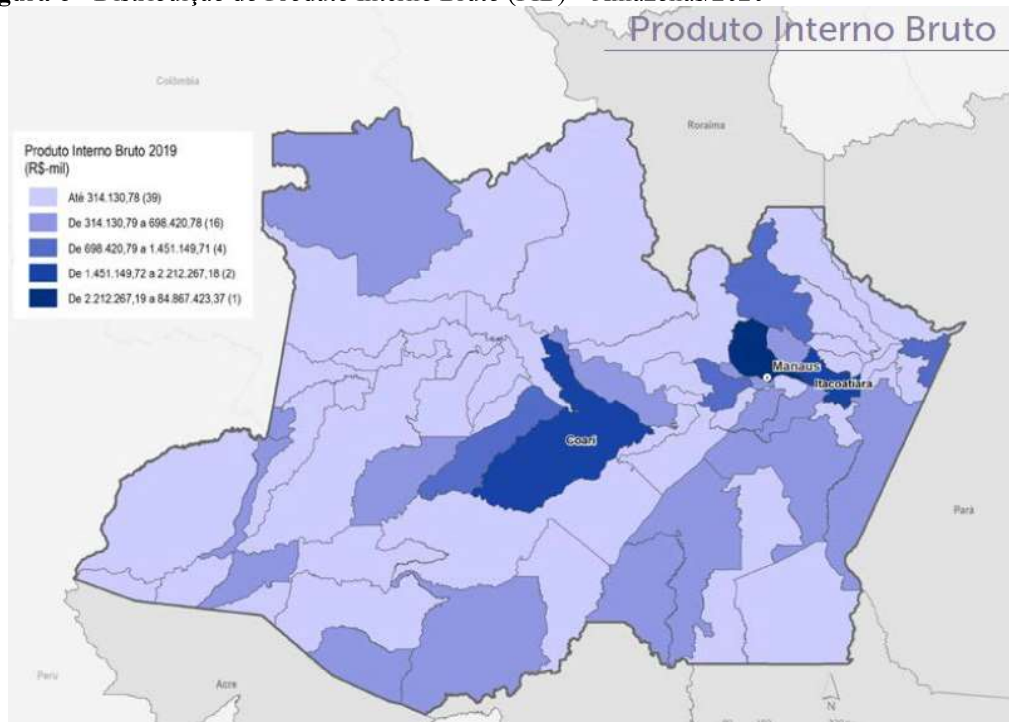 Produto Interno Bruto
Colômbia
Roraima
Produto Interno Bruto 2019
(R$-mil)
Até 314.130,78 (39)
De 314.130,79 a 698.420,78 (16)
De 698.420,79 a 1.451.149,71 (4)
De 1.451.149,72 a 2.212.267,18 (2)
De 2.212.267,19 a 84.867.423,37 (1)
Manaus
Itacoatiara
Coari
Pará
Peru
Acre
N